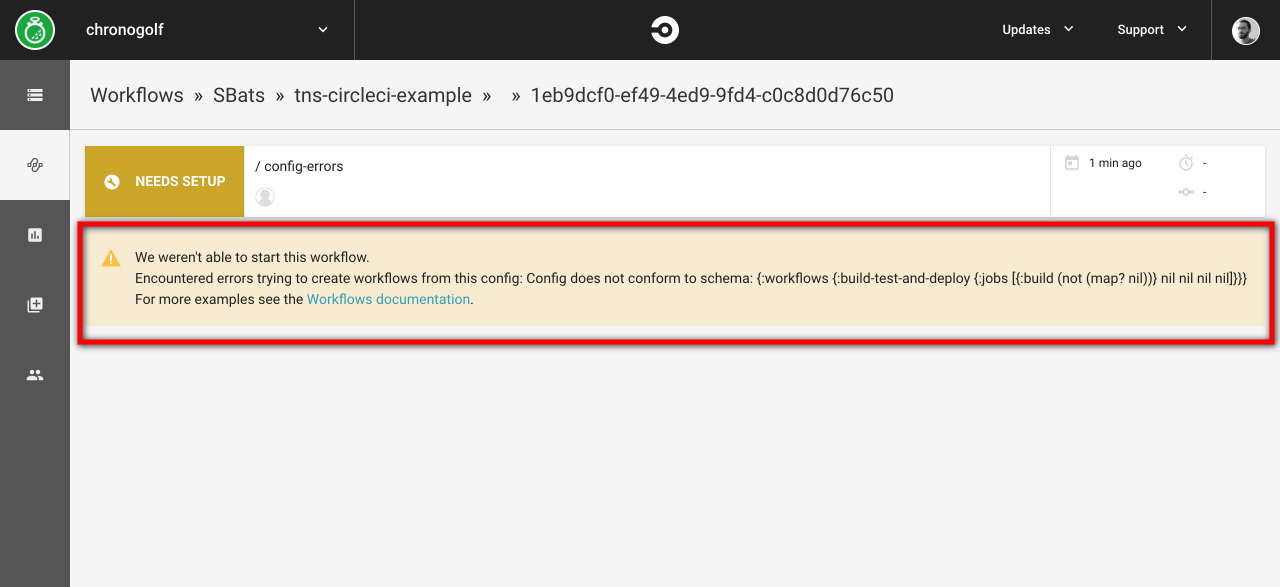 chronogolf
Updates
Support
Workflows » SBats » tns-circleci-example » » 1eb9dcf0-ef49-4ed9-9fd4-c0c8d0d76c50
NEEDS SETUP
/ config-errors
1 min ago
-
-
We weren't able to start this workflow.
Encountered errors trying to create workflows from this config: Config does not conform to schema: {:workflows {:build-test-and-deploy {:jobs [{:build (not (map? nil))} nil nil nil nil]}}}
For more examples see the Workflows documentation.